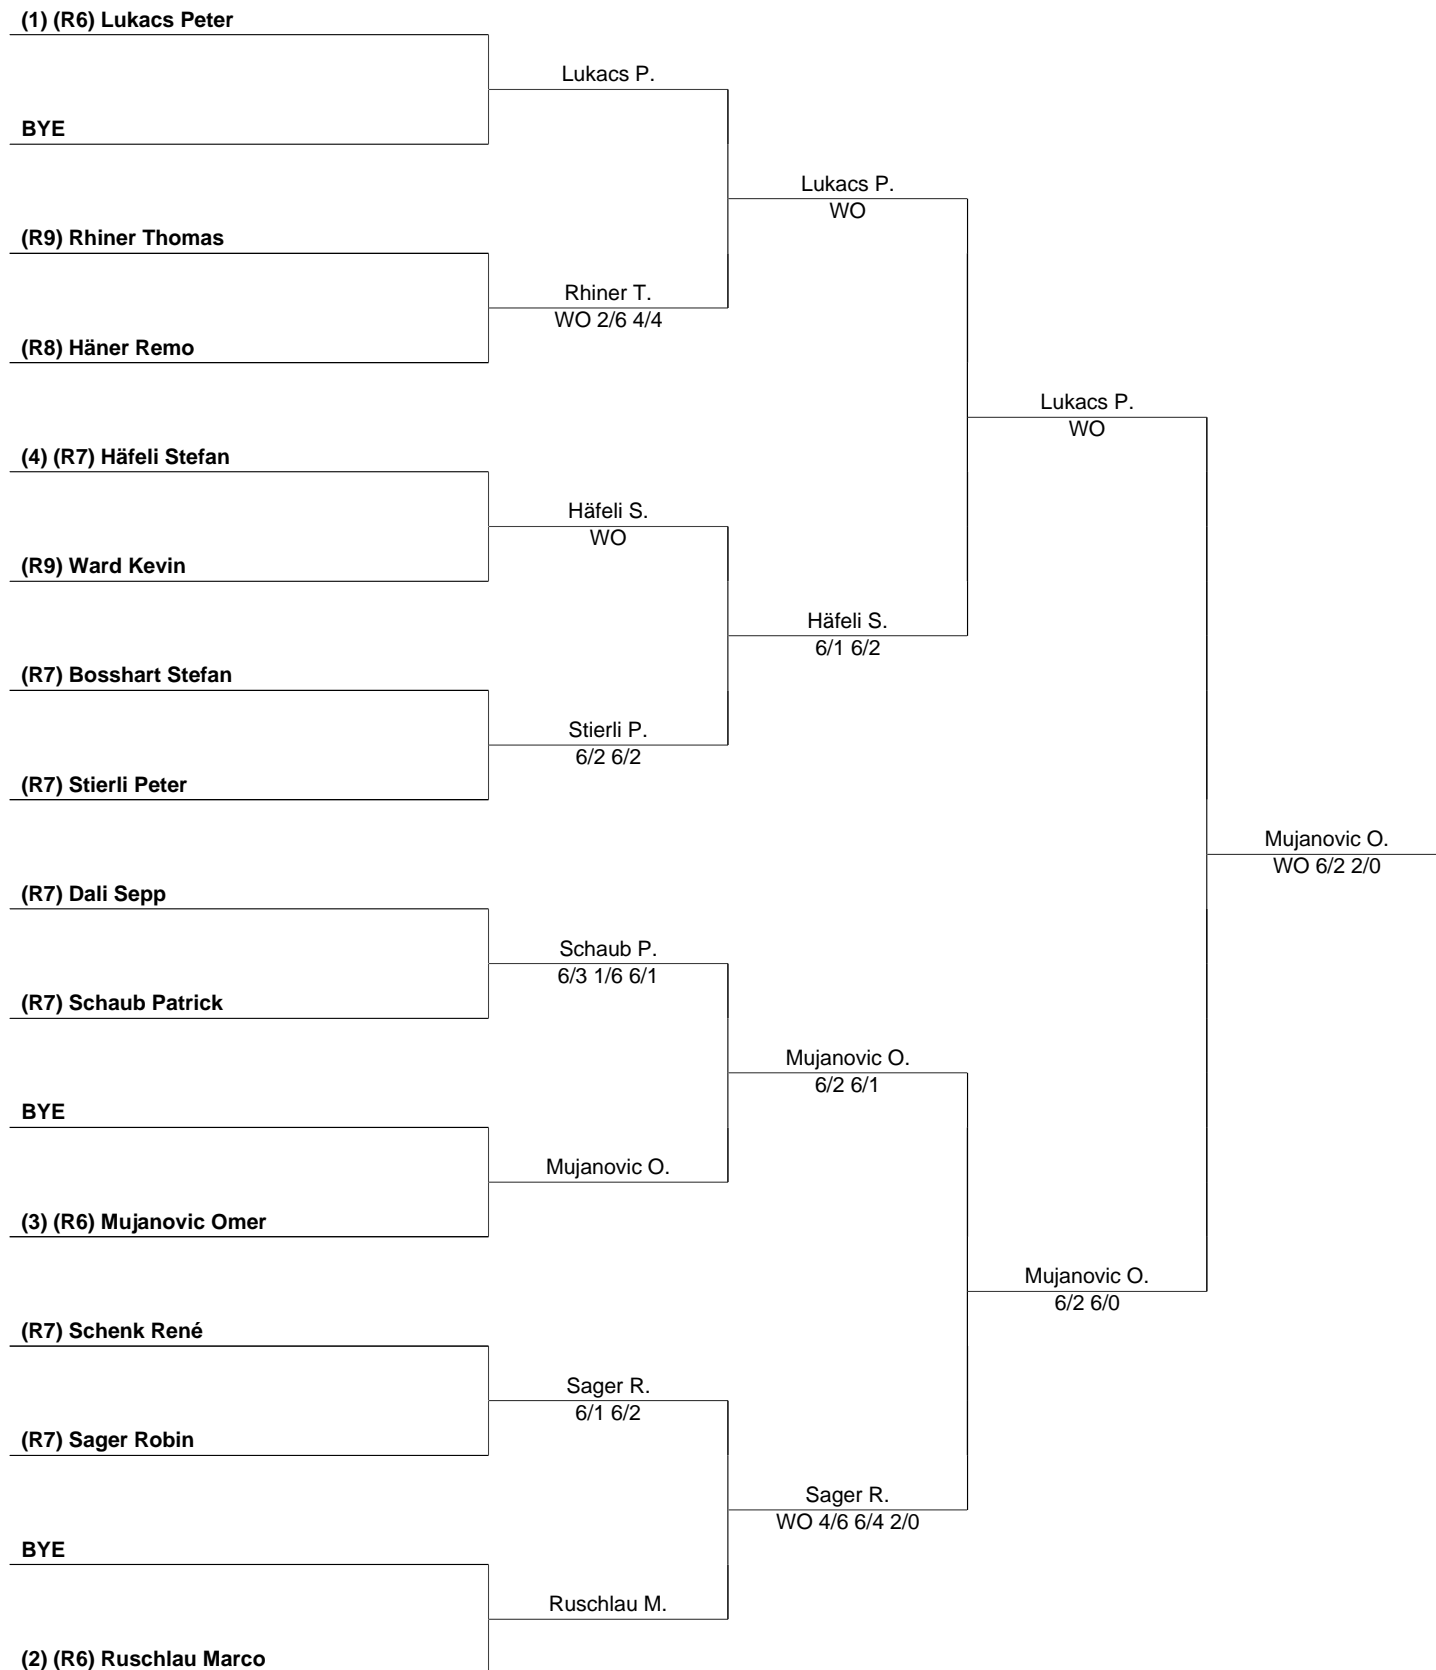 (1) (R6) Lukacs Peter
Lukacs P.
BYE
Lukacs P.
WO
(R9) Rhiner Thomas
Rhiner T.
WO 2/6 4/4
(R8) Häner Remo
Lukacs P.
WO
(4) (R7) Häfeli Stefan
Häfeli S.
WO
(R9) Ward Kevin
Häfeli S.
6/1 6/2
(R7) Bosshart Stefan
Stierli P.
6/2 6/2
(R7) Stierli Peter
Mujanovic O.
WO 6/2 2/0
(R7) Dali Sepp
Schaub P.
6/3 1/6 6/1
(R7) Schaub Patrick
Mujanovic O.
6/2 6/1
BYE
Mujanovic O.
(3) (R6) Mujanovic Omer
Mujanovic O.
6/2 6/0
(R7) Schenk René
Sager R.
6/1 6/2
(R7) Sager Robin
Sager R.
WO 4/6 6/4 2/0
BYE
Ruschlau M.
(2) (R6) Ruschlau Marco